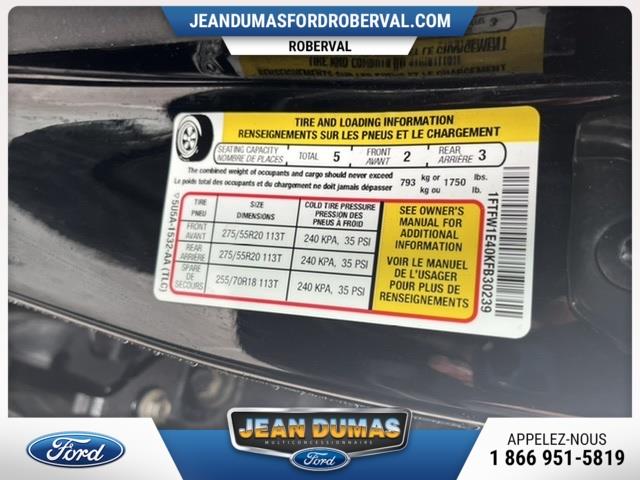 JEANDUMASFORDROBERVAL.COM
ROBERVAL
TIRE AND LOADING INFORMATION
RENSEIGNEMENTS SUR LES PNEUS ET LE CHARGEMENT
SEATING CAPACITY
NOMBRE DE PLACES
TOTAL 5
FRONT
AVANT 2
REAR
ARRIÈRE 3
The combined weight of occupants and cargo should never exceed
Le poids total des occupants et du chargement ne doit jamais dépasser
793 kg or 1750 lbs.
kg ou lb.
TIRE
PNEU
SIZE
DIMENSIONS
COLD TIRE PRESSURE
PRESSION DES
PNEUS À FROID
FRONT
AVANT
275/55R20 113T
240 KPA, 35 PSI
REAR
ARRIÈRE
275/55R20 113T
240 KPA, 35 PSI
SPARE
DE SECOURS
255/70R18 113T
240 KPA, 35 PSI
SEE OWNER'S
MANUAL FOR
ADDITIONAL
INFORMATION
VOIR LE MANUEL
DE L'USAGER
POUR PLUS DE
RENSEIGNEMENTS
1FTFW1E40KFB30239
Ford
JEAN DUMAS
MULTICONCESSIONNAIRE
Ford
APPELEZ-NOUS
1 866 951-5819